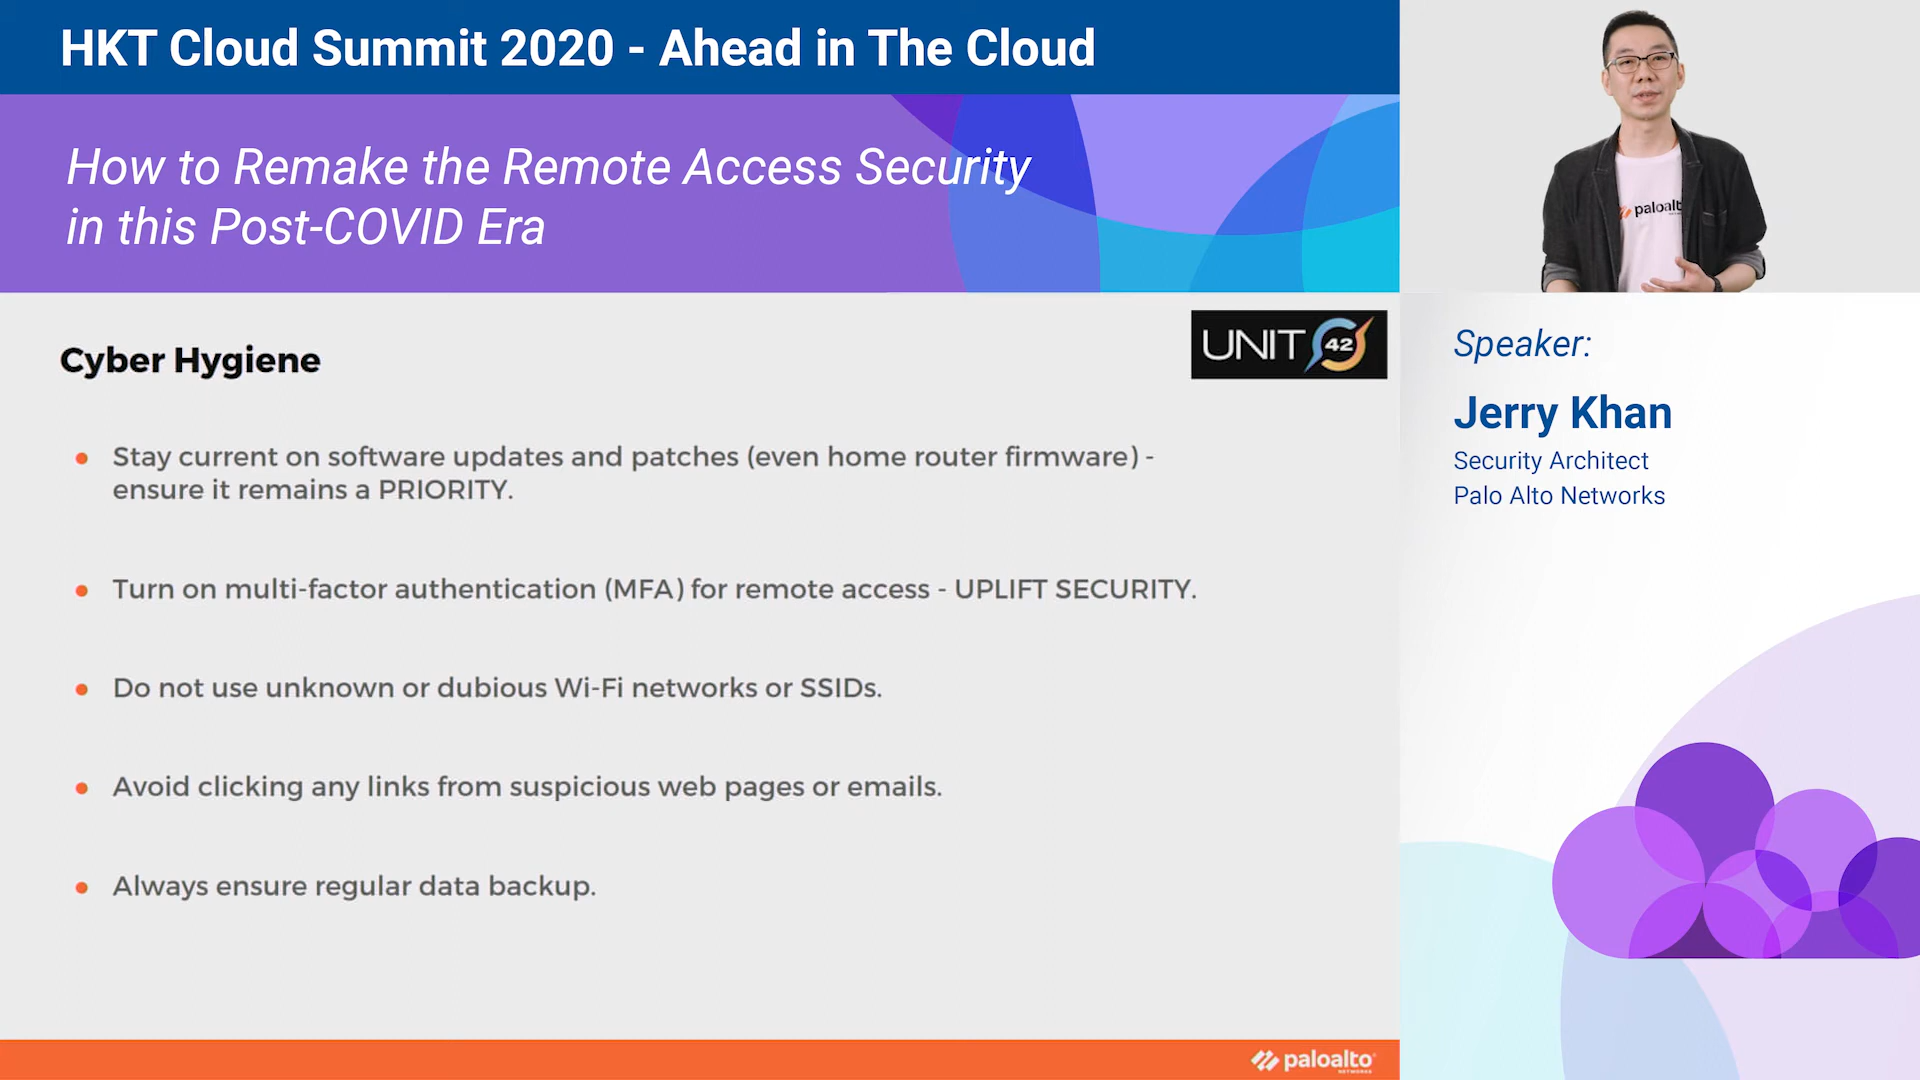 HKT Cloud Summit 2020 - Ahead in The Cloud
How to Remake the Remote Access Security
in this Post-COVID Era
paloalto
UNIT 42
Cyber Hygiene
Stay current on software updates and patches (even home router firmware) -
ensure it remains a PRIORITY.
Turn on multi-factor authentication (MFA) for remote access - UPLIFT SECURITY.
Do not use unknown or dubious Wi-Fi networks or SSIDs.
Avoid clicking any links from suspicious web pages or emails.
Always ensure regular data backup.
Speaker:
Jerry Khan
Security Architect
Palo Alto Networks
paloalto
NETWORKS